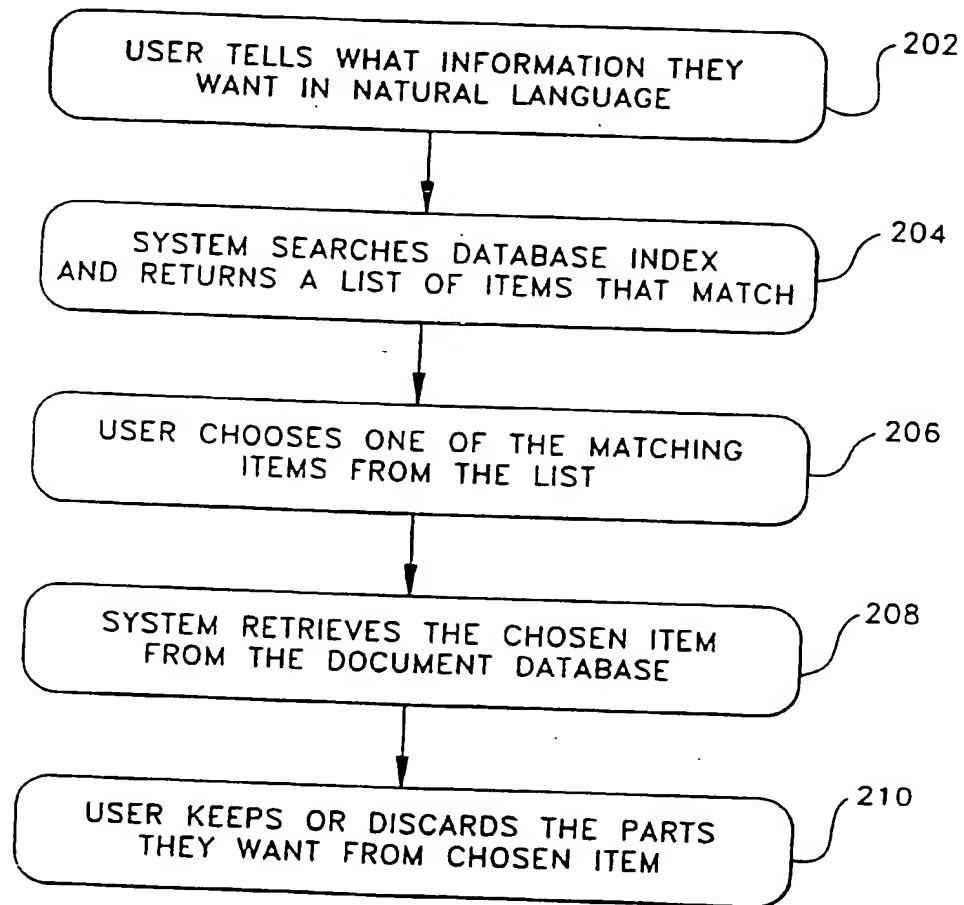 USER TELLS WHAT INFORMATION THEY
WANT IN NATURAL LANGUAGE
202
SYSTEM SEARCHES DATABASE INDEX
AND RETURNS A LIST OF ITEMS THAT MATCH
204
USER CHOOSES ONE OF THE MATCHING
ITEMS FROM THE LIST
206
SYSTEM RETRIEVES THE CHOSEN ITEM
FROM THE DOCUMENT DATABASE
208
USER KEEPS OR DISCARDS THE PARTS
THEY WANT FROM CHOSEN ITEM
210